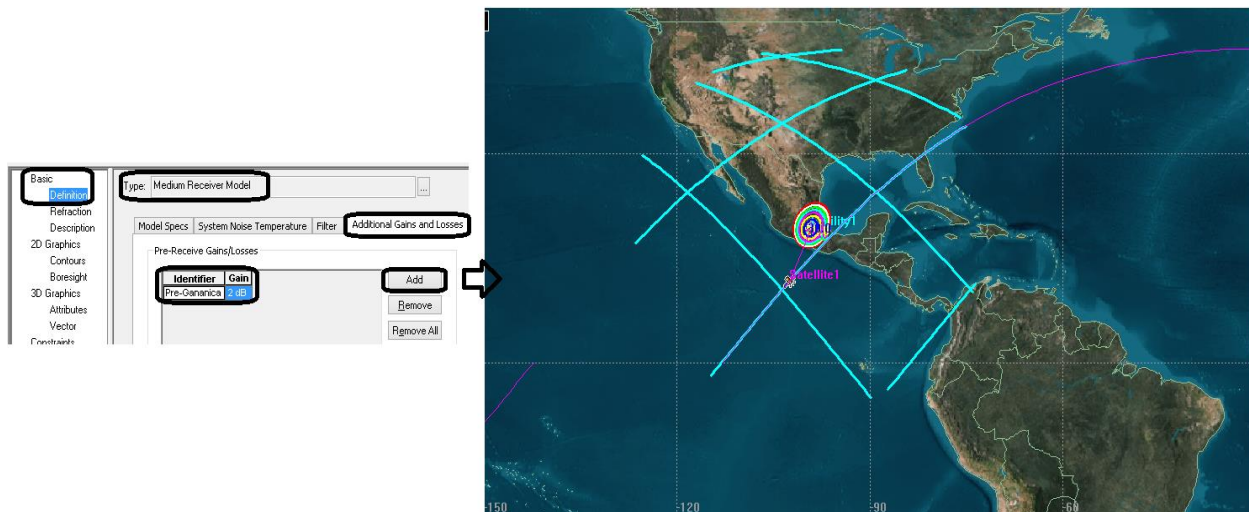 Basic
Definition
Refraction
Description
2D Graphics
Contours
Boresight
3D Graphics
Attributes
Vector
Constraints
Type: Medium Receiver Model ...
Model Specs System Noise Temperature Filter Additional Gains and Losses
Pre-Receive Gains/Losses
Identifier Gain
Pre-Gananica 2 dB
Add
Remove
Remove All
Satellite1
-150 -120 -90 -60